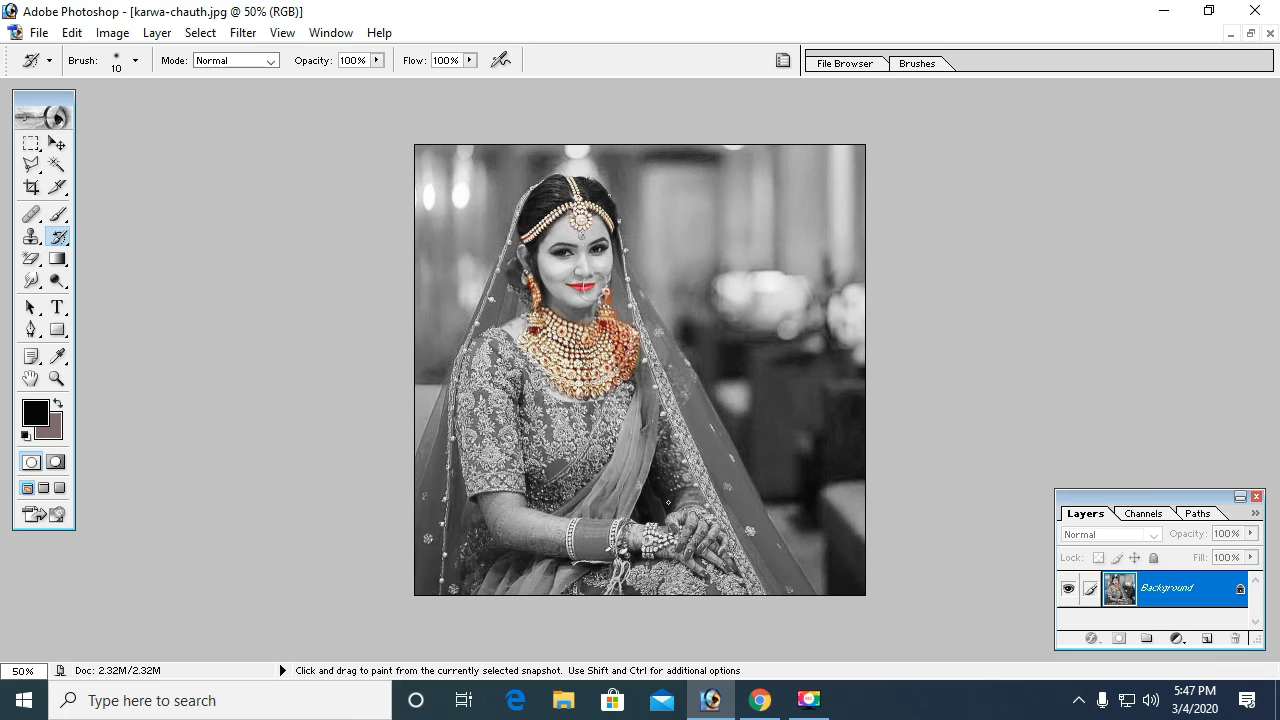 Adobe Photoshop - [karwa-chauth.jpg @ 50% (RGB)]
File Edit Image Layer Select Filter View Window Help
Brush: 10 Mode: Normal Opacity: 100% Flow: 100% File Browser Brushes
Layers Channels Paths
Normal Opacity: 100%
Lock: Fill: 100%
Background
50% Doc: 2.32M/2.32M Click and drag to paint from the currently selected snapshot. Use Shift and Ctrl for additional options
Type here to search
5:47 PM
3/4/2020